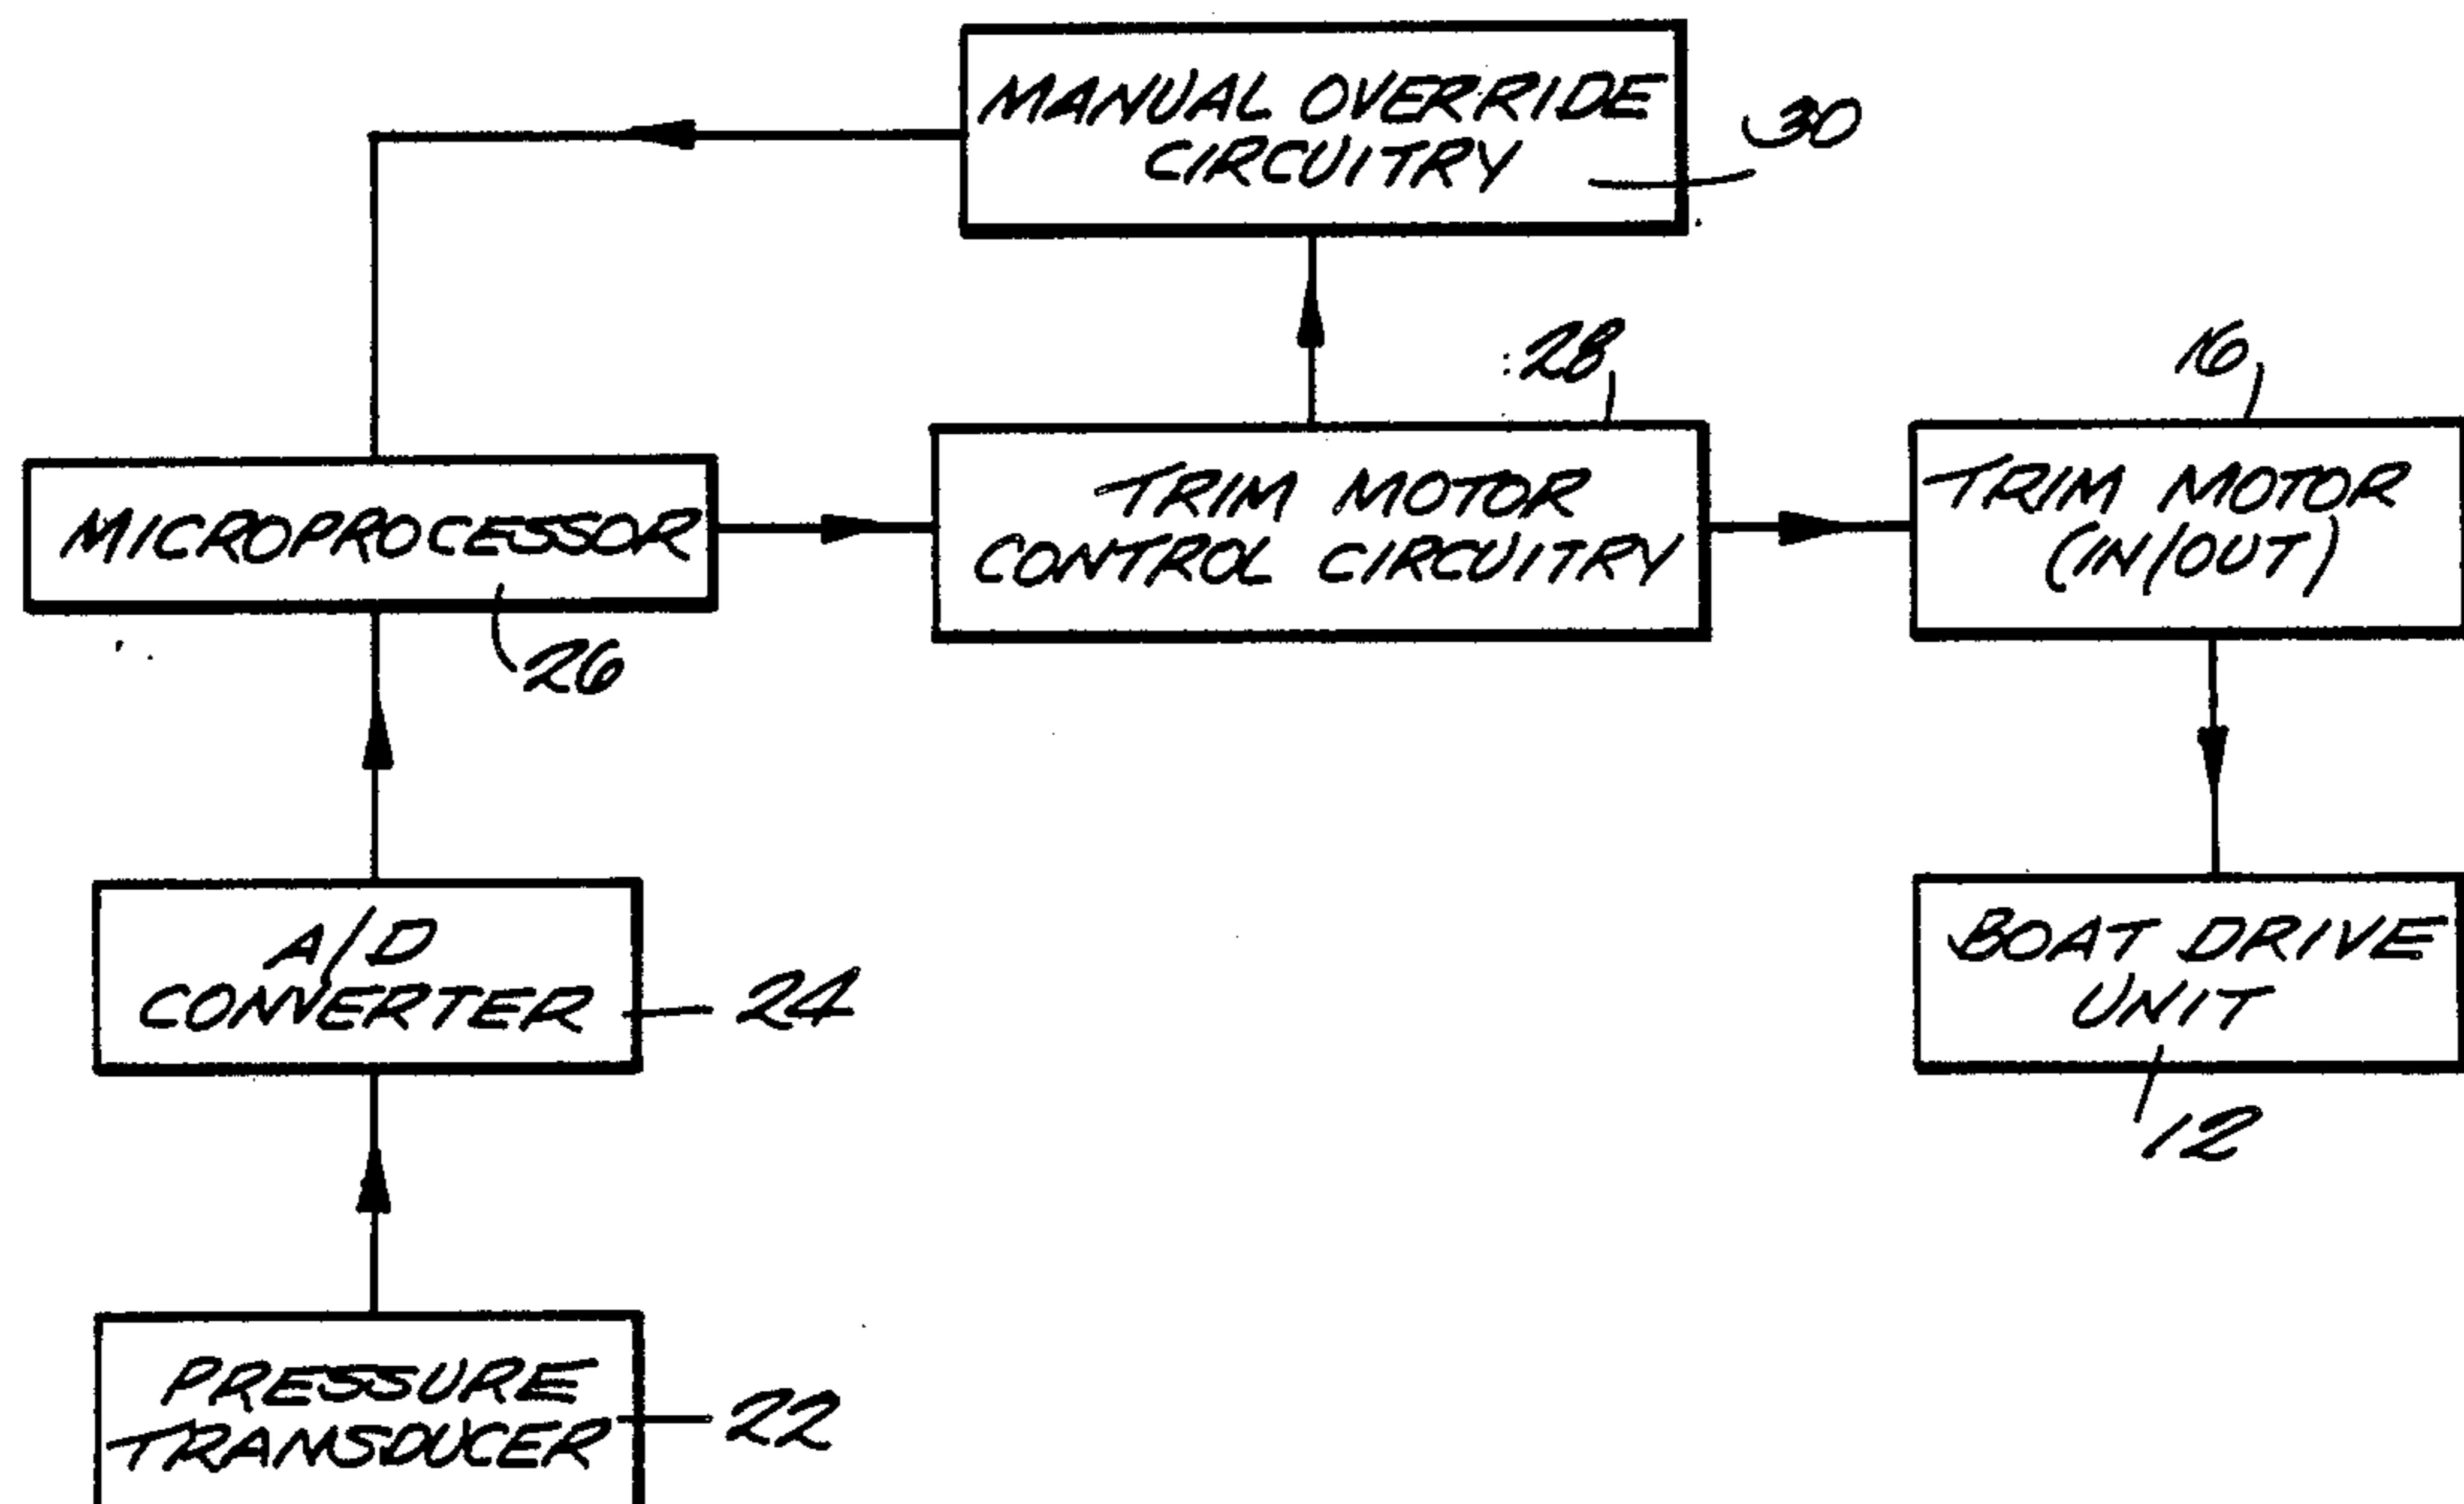 MANUAL OVERRIDE
CIRCUITRY
30
28
16
TRIM MOTOR
CONTROL CIRCUITRY
TRIM MOTOR
(IN/OUT)
MICROPROCESSOR
26
A/D
CONVERTER
24
BOAT DRIVE
UNIT
12
PRESSURE
TRANSDUCER
22